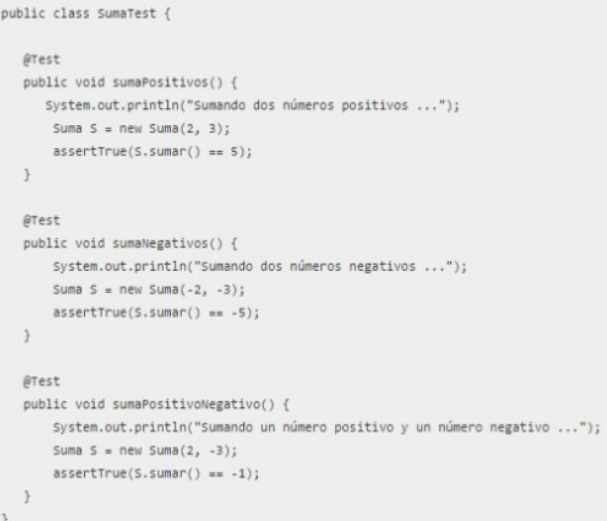 public class SumaTest {
@Test
public void sumaPositivos() {
System.out.println("Sumando dos números positivos ...");
Suma S = new Suma(2, 3);
assertTrue(S.sumar() == 5);
}
@Test
public void sumaNegativos() {
System.out.println("Sumando dos números negativos ...");
Suma S = new Suma(-2, -3);
assertTrue(S.sumar() == -5);
}
@Test
public void sumaPositivoNegativo() {
System.out.println("Sumando un número positivo y un número negativo ...");
Suma S = new Suma(2, -3);
assertTrue(S.sumar() == -1);
}
}